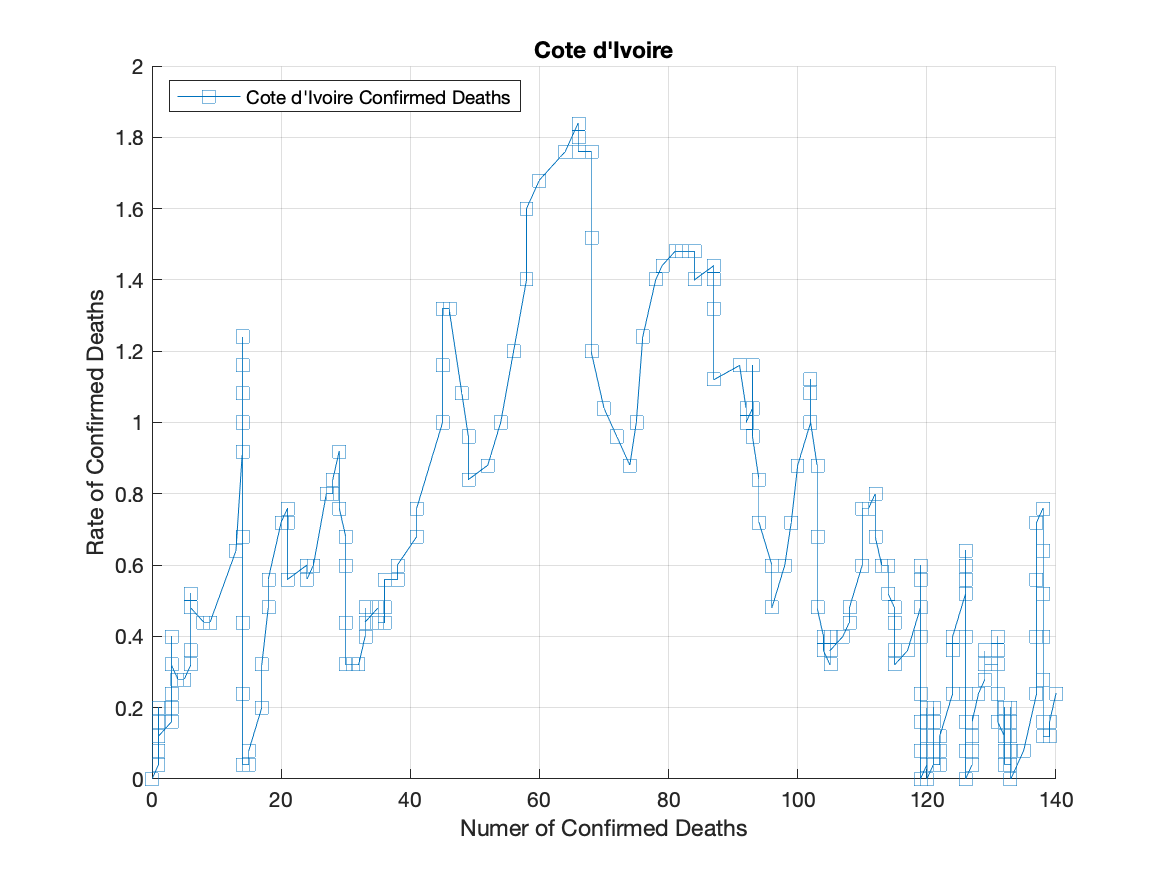 Cote d'Ivoire
Cote d'Ivoire Confirmed Deaths
2
1.8
1.6
1.4
1.2
1
0.8
0.6
0.4
0.2
0
Rate of Confirmed Deaths
0 20 40 60 80 100 120 140
Numer of Confirmed Deaths